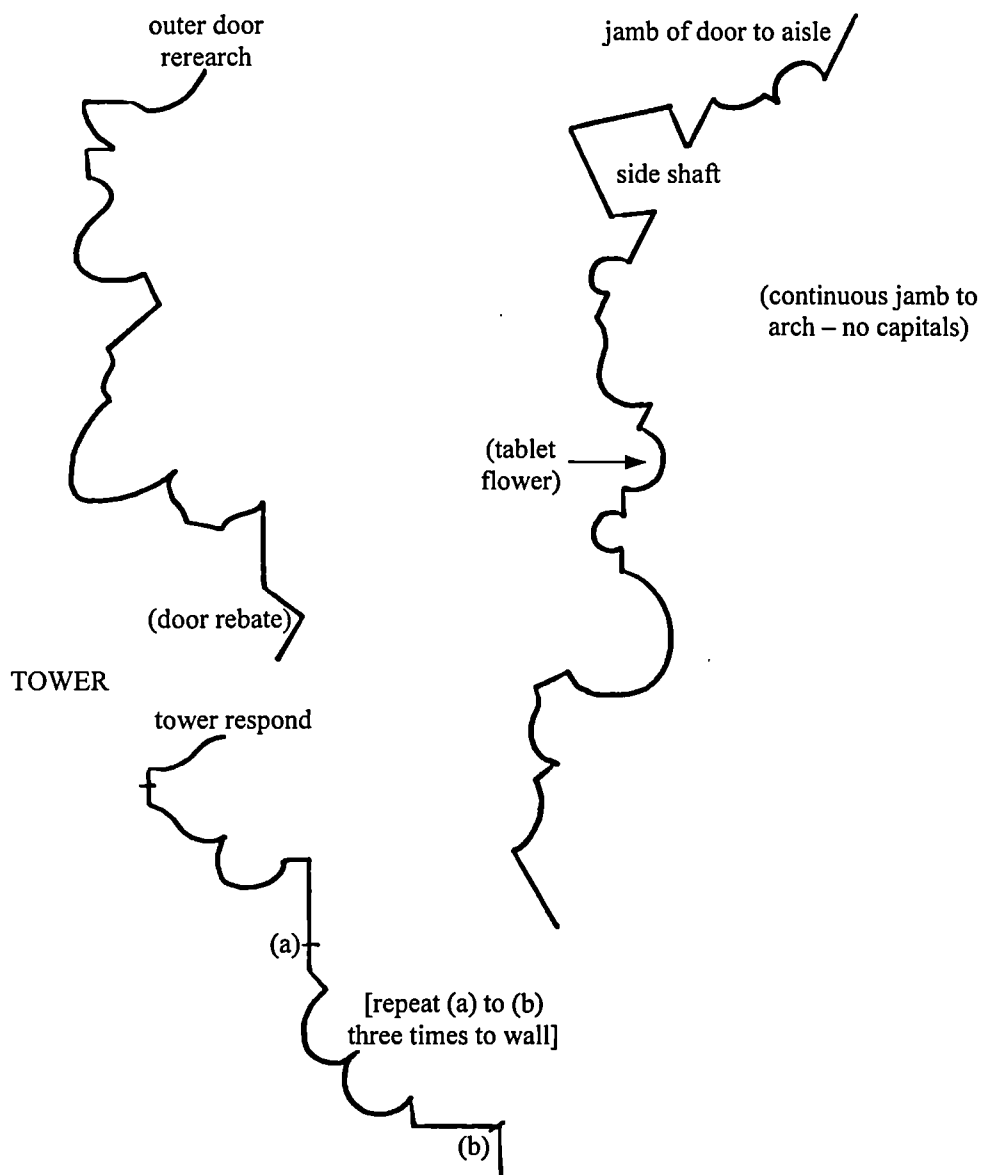 outer door
rerearch
jamb of door to aisle
side shaft
(continuous jamb to
arch – no capitals)
(tablet
flower)
(door rebate)
TOWER
tower respond
(a)
[repeat (a) to (b)
three times to wall]
(b)